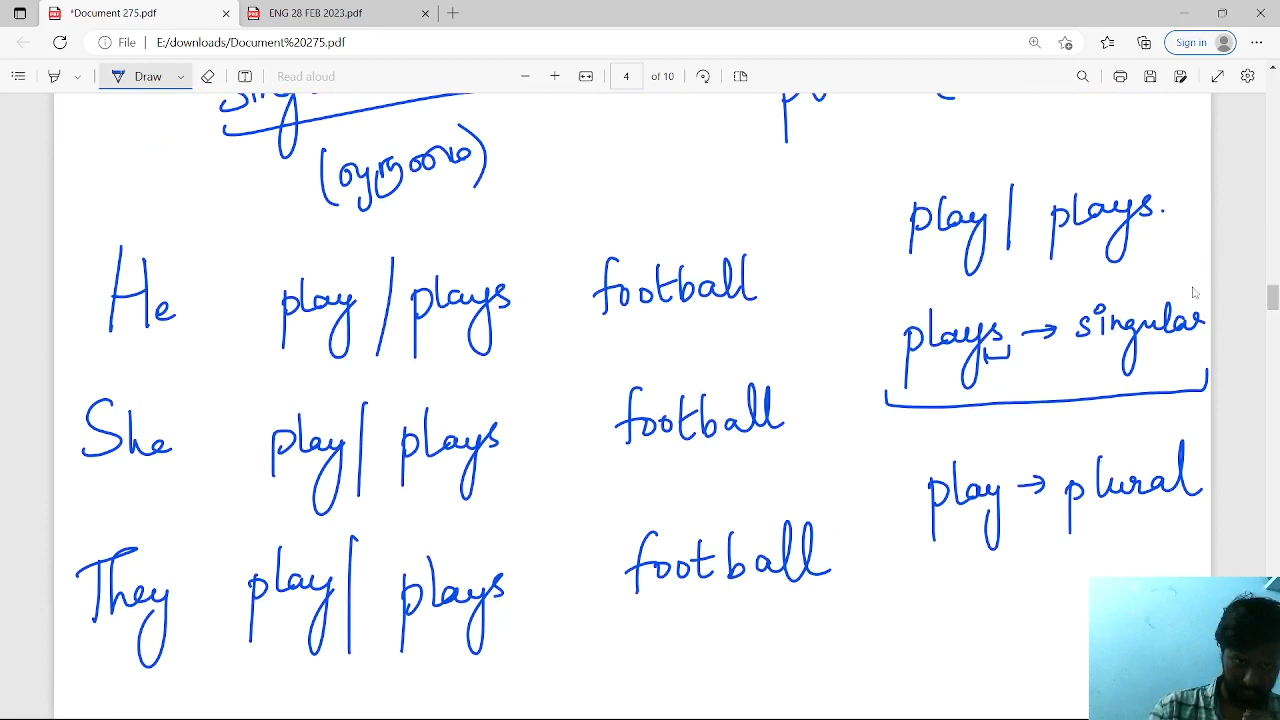 *Document 275.pdf
ENG 28 FEB 2023.pdf
File E:/downloads/Document%20275.pdf
Sign in
Draw
Read aloud
4 of 10
play / plays.
He play / plays football
plays → singular
She play / plays football
play → plural
They play / plays football